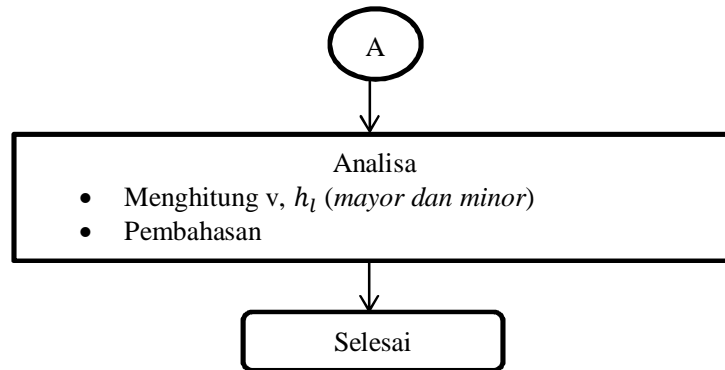 A
Analisa
• Menghitung v, hₗ (mayor dan minor)
• Pembahasan
Selesai